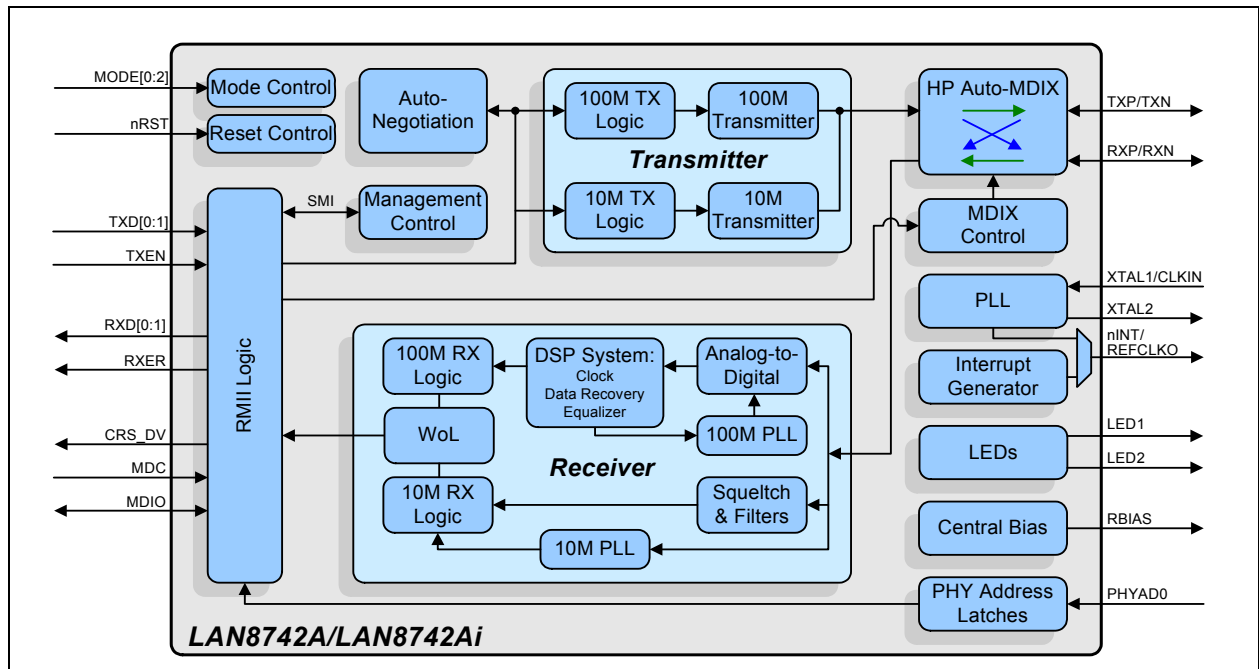 MODE[0:2]
nRST
TXD[0:1]
TXEN
RXD[0:1]
RXER
CRS_DV
MDC
MDIO
Mode Control
Reset Control
RMII Logic
Auto-
Negotiation
SMI
Management
Control
100M TX
Logic
100M
Transmitter
Transmitter
10M TX
Logic
10M
Transmitter
100M RX
Logic
DSP System:
Clock
Data Recovery
Equalizer
Analog-to-
Digital
100M PLL
WoL
Receiver
10M RX
Logic
Squeltch
& Filters
10M PLL
HP Auto-MDIX
MDIX
Control
PLL
Interrupt
Generator
LEDs
Central Bias
PHY Address
Latches
TXP/TXN
RXP/RXN
XTAL1/CLKIN
XTAL2
nINT/
REFCLKO
LED1
LED2
RBIAS
PHYAD0
LAN8742A/LAN8742Ai